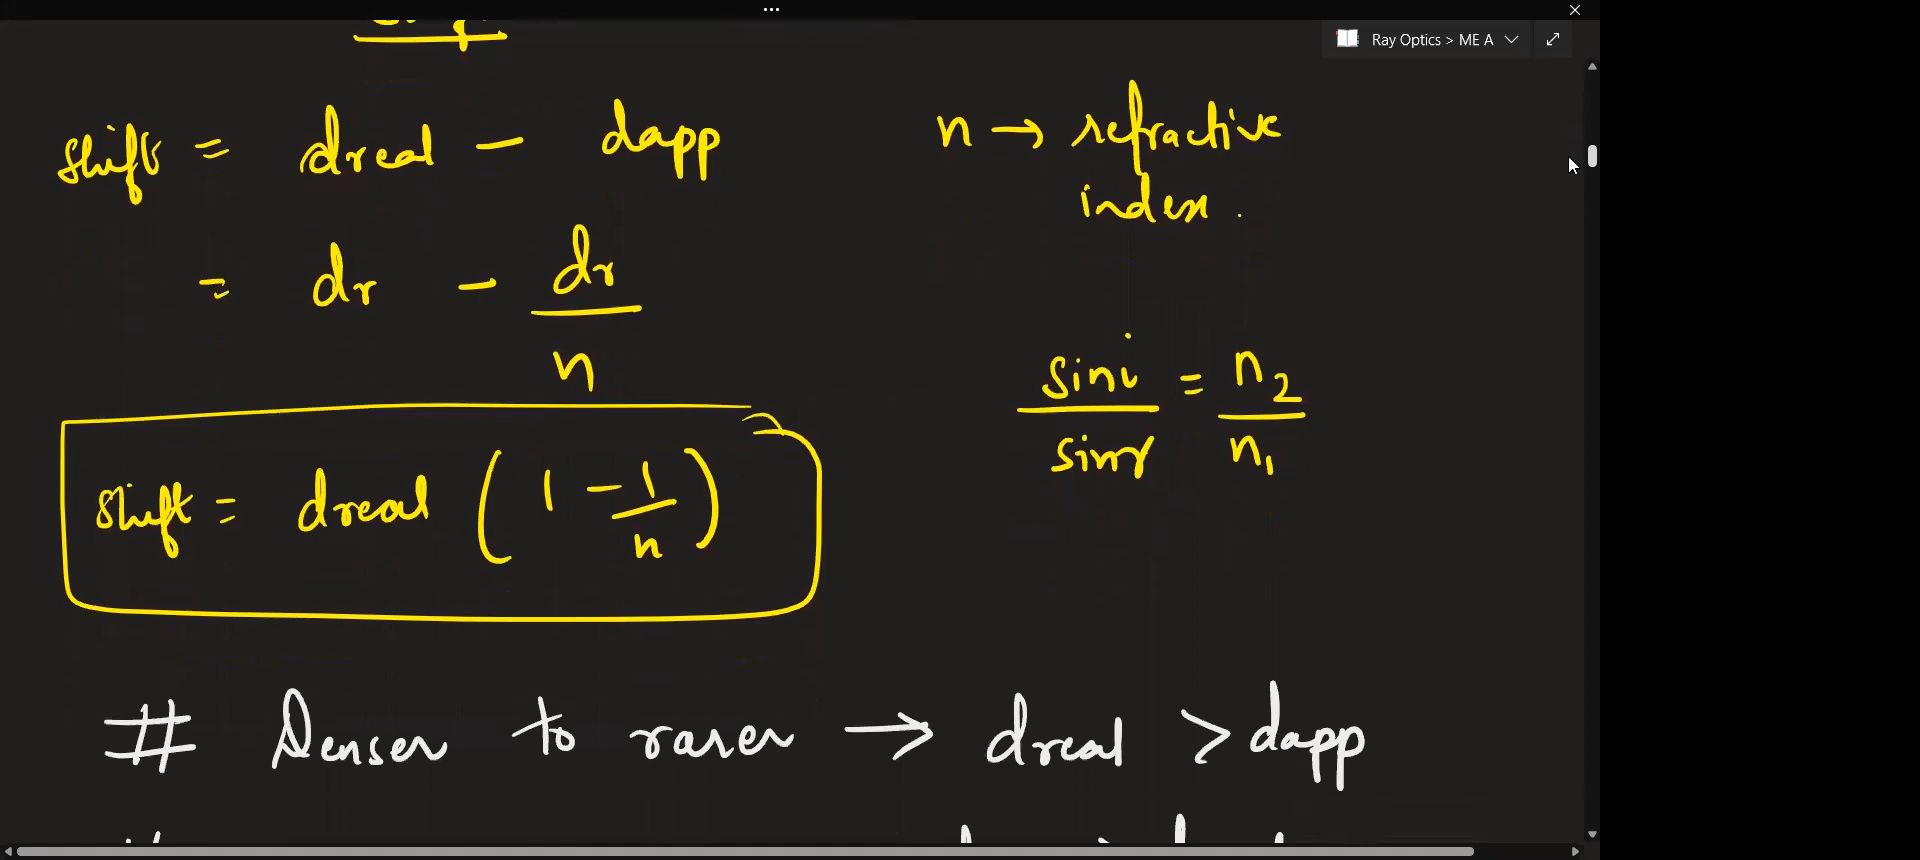 Ray Optics > ME A
shift = dreal - dapp
= dr - dr/n
shift = dreal (1 - 1/n)
n → refractive
index.
sin i / sin r = n₂ / n₁
# Denser to rarer → dreal > dapp